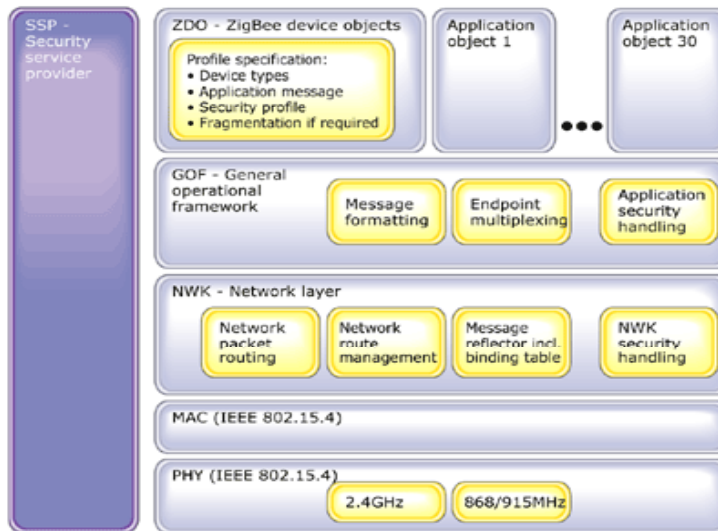 SSP -
Security
service
provider
ZDO - ZigBee device objects
Profile specification:
• Device types
• Application message
• Security profile
• Fragmentation if required
Application
object 1
•••
Application
object 30
GOF - General
operational
framework
Message
formatting
Endpoint
multiplexing
Application
security
handling
NWK - Network layer
Network
packet
routing
Network
route
management
Message
reflector incl.
binding table
NWK
security
handling
MAC (IEEE 802.15.4)
PHY (IEEE 802.15.4)
2.4GHz
868/915MHz